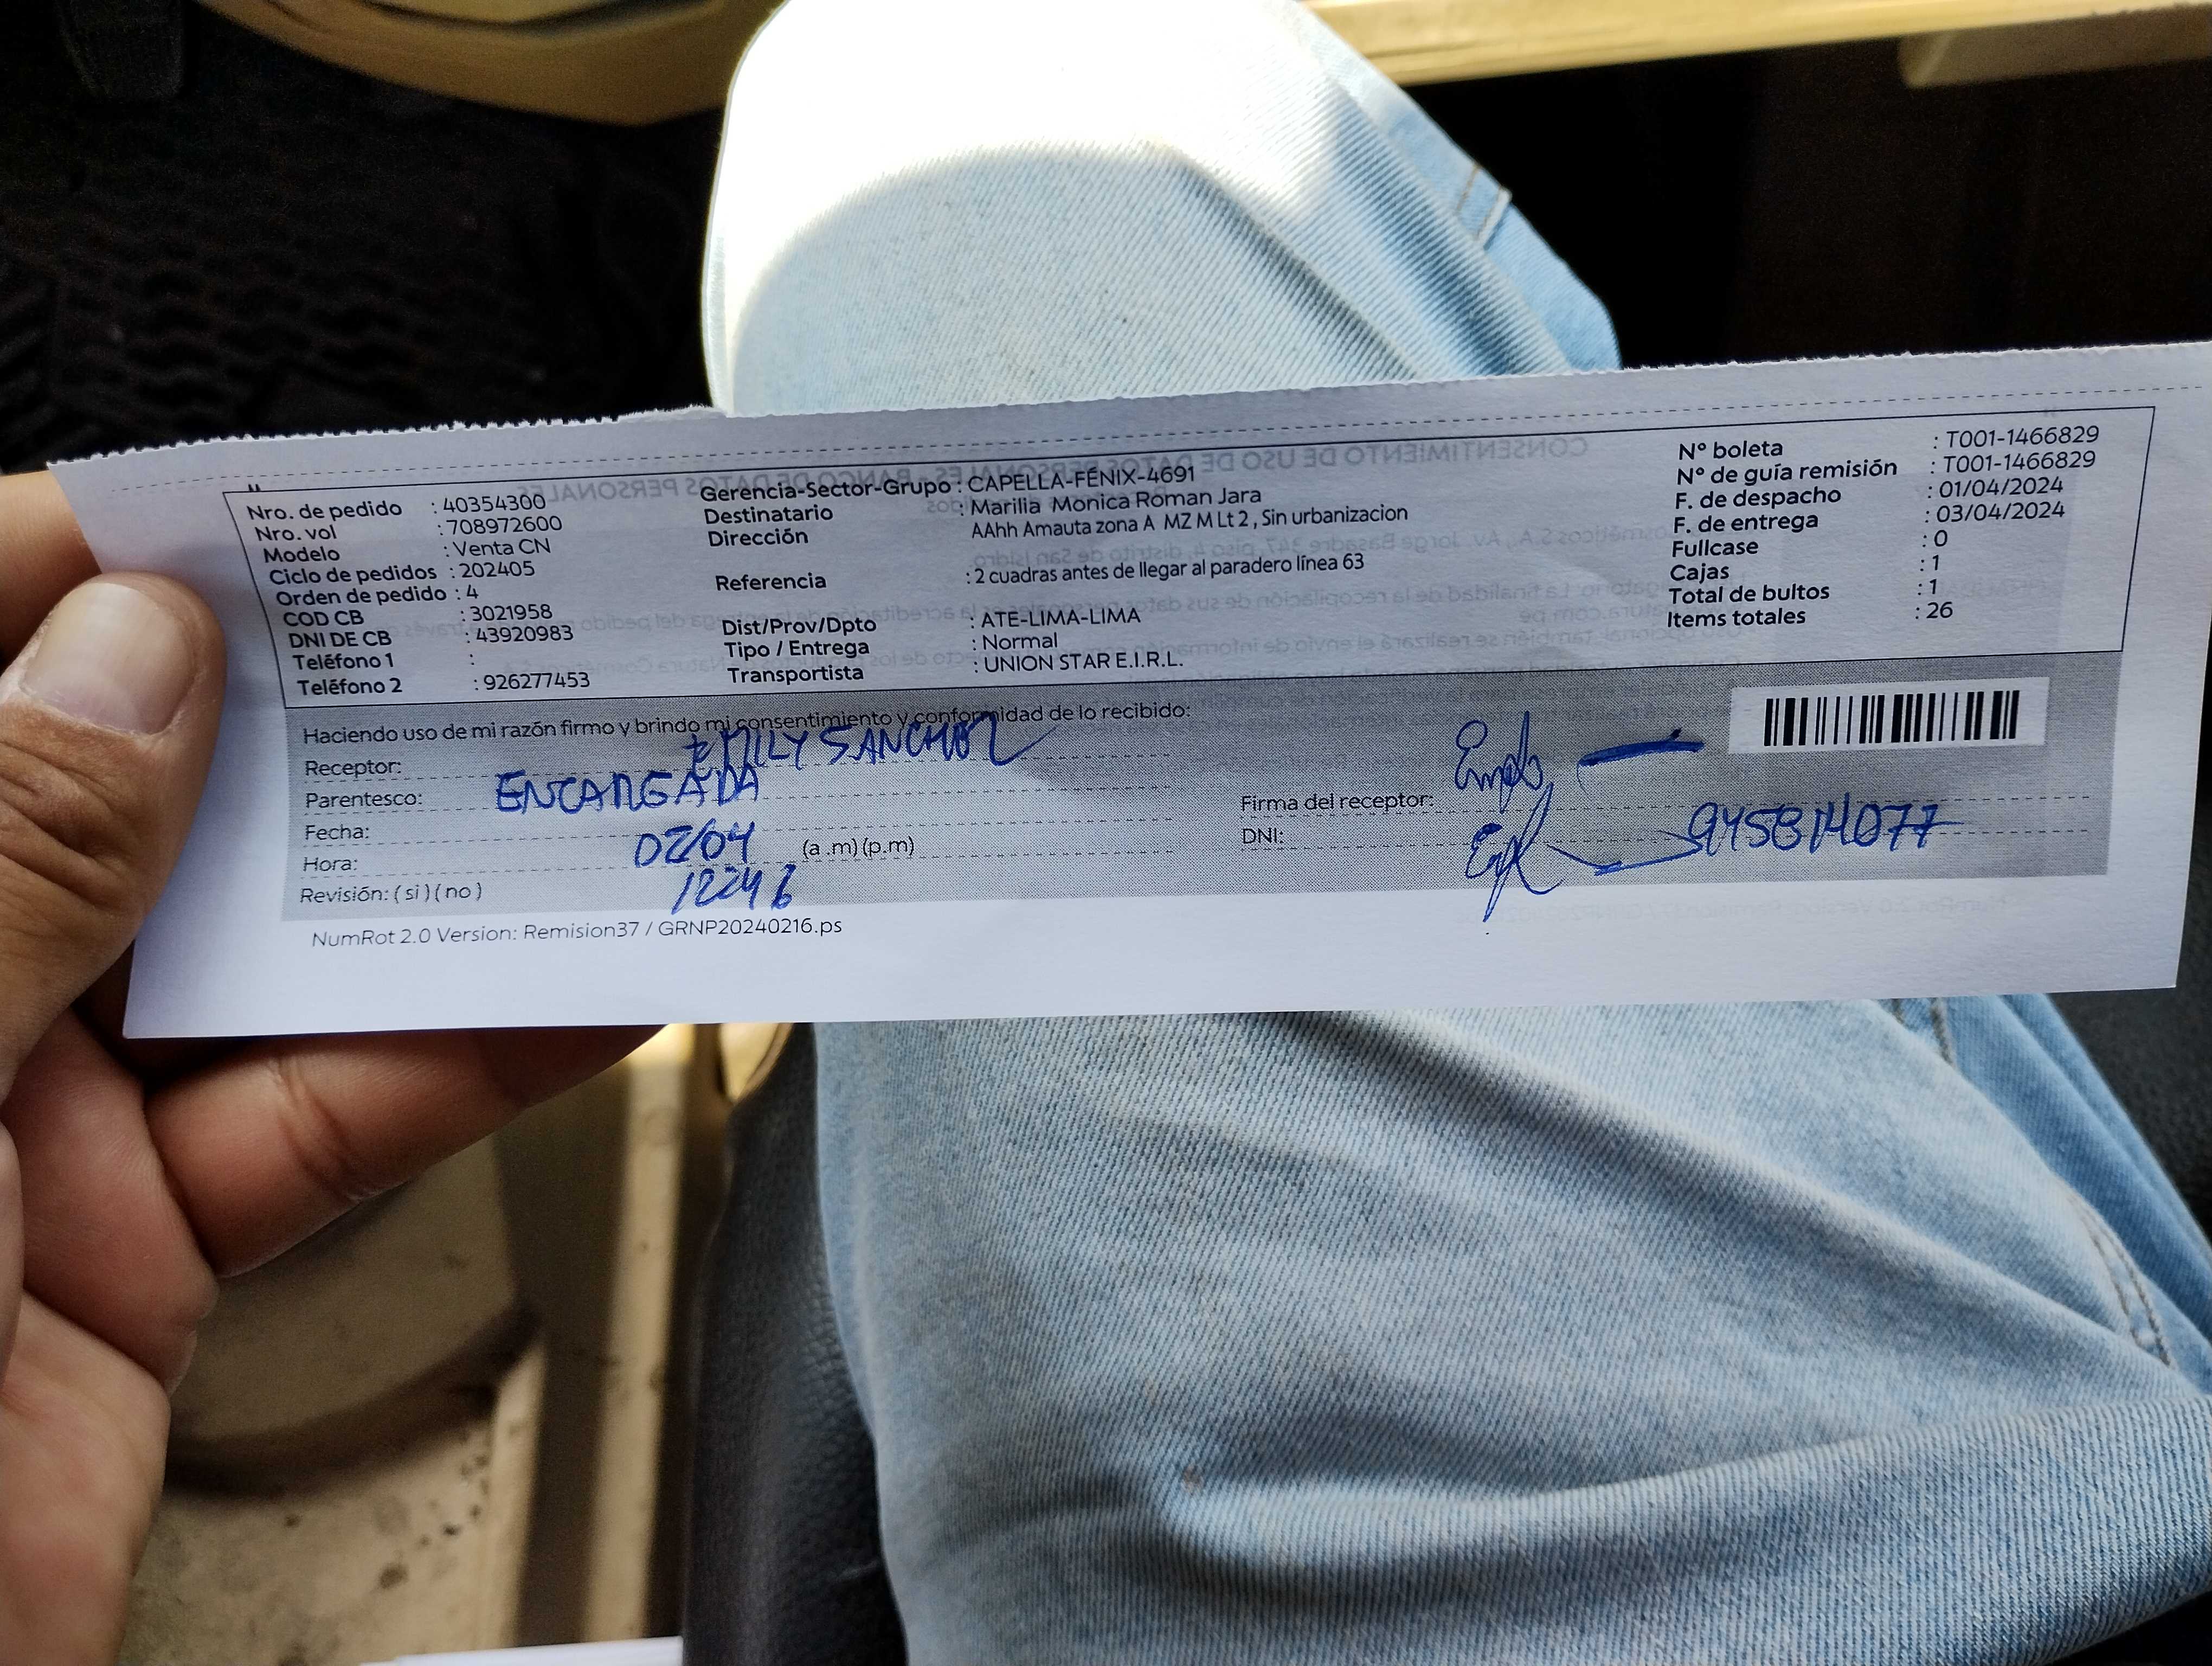 Nro. de pedido : 40354300
Nro. vol : 708972600
Modelo : Venta CN
Ciclo de pedidos : 202405
Orden de pedido : 4
COD CB : 3021958
DNI DE CB : 43920983
Teléfono 1 :
Teléfono 2 : 926277453
Gerencia-Sector-Grupo : CAPELLA-FÉNIX-4691
Destinatario : Marilia Monica Roman Jara
Dirección AAhh Amauta zona A MZ M Lt 2 , Sin urbanizacion
Referencia : 2 cuadras antes de llegar al paradero línea 63
Dist/Prov/Dpto : ATE-LIMA-LIMA
Tipo / Entrega : Normal
Transportista : UNION STAR E.I.R.L.
N° boleta : T001-1466829
N° de guía remisión : T001-1466829
F. de despacho : 01/04/2024
F. de entrega : 03/04/2024
Fullcase : 0
Cajas : 1
Total de bultos : 1
Items totales : 26
Haciendo uso de mi razón firmo y brindo mi consentimiento y conformidad de lo recibido:
Receptor: EMILY SANCHEZ
Parentesco: ENCARGADA
Fecha: 02/04
Hora: (a .m) (p.m)
Revisión: ( si ) ( no )
Firma del receptor:
DNI: 945814077
NumRot 2.0 Version: Remision37 / GRNP20240216.ps